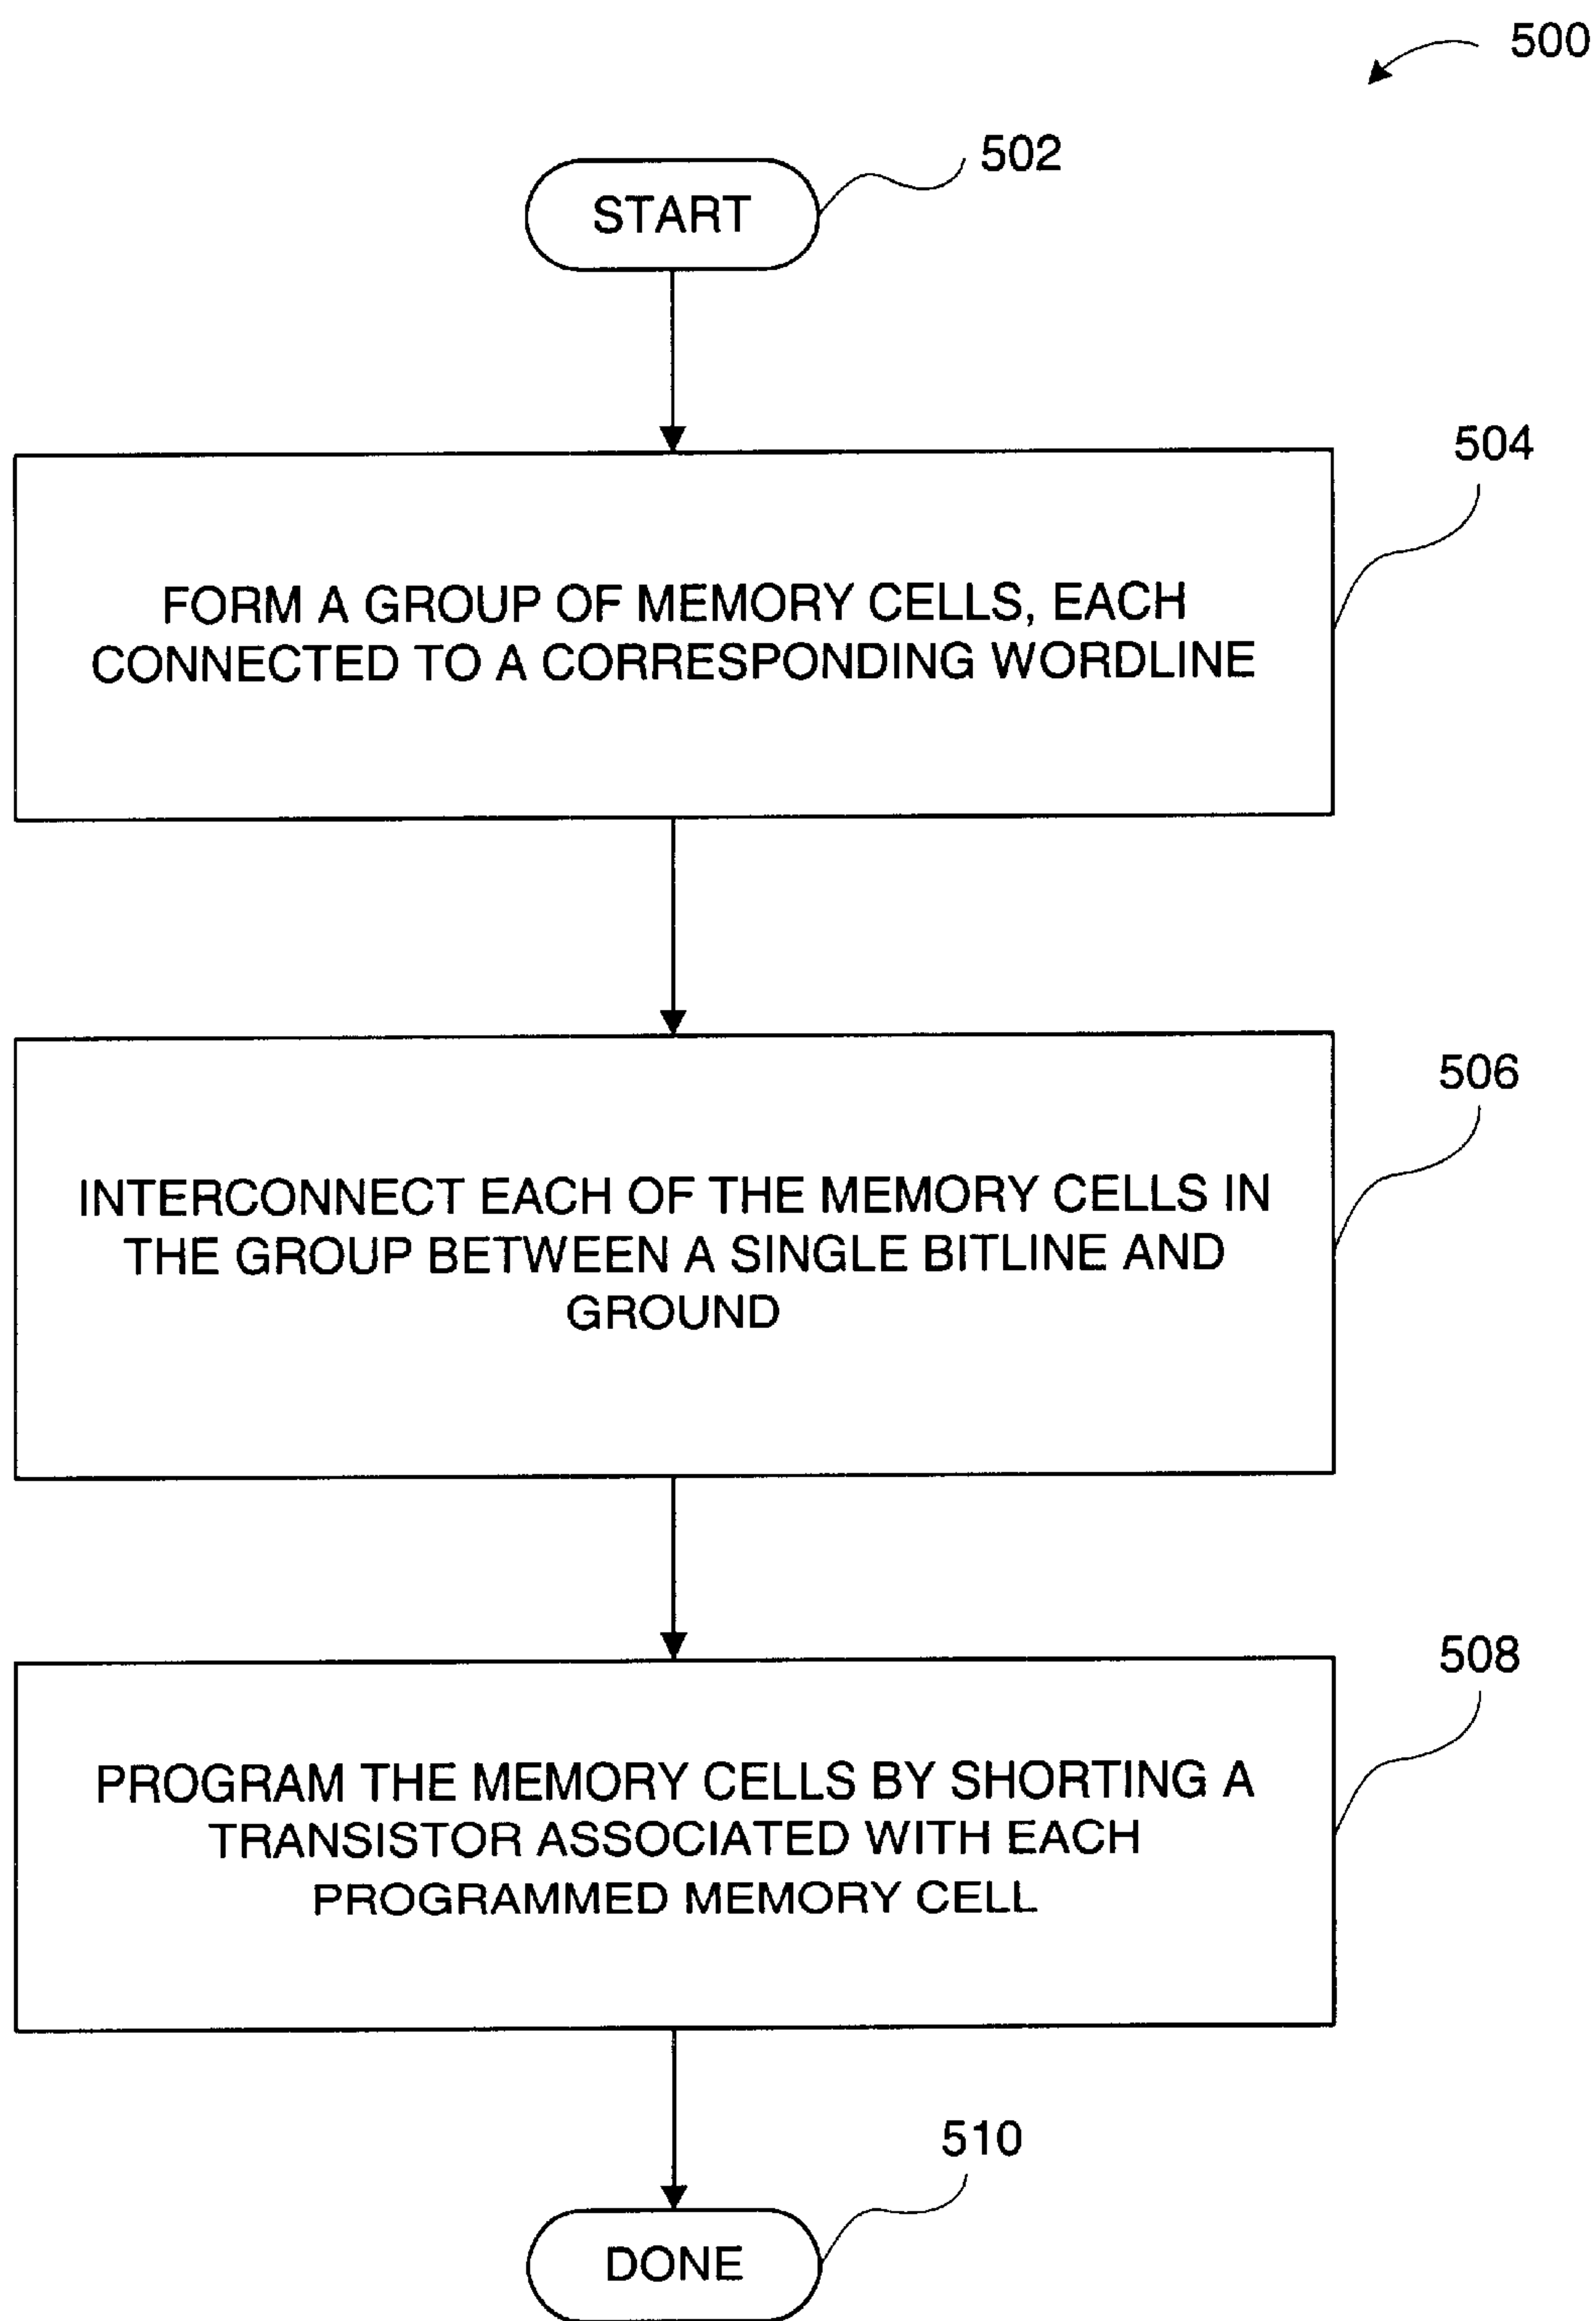 500
502
START
504
FORM A GROUP OF MEMORY CELLS, EACH
CONNECTED TO A CORRESPONDING WORDLINE
506
INTERCONNECT EACH OF THE MEMORY CELLS IN
THE GROUP BETWEEN A SINGLE BITLINE AND
GROUND
508
PROGRAM THE MEMORY CELLS BY SHORTING A
TRANSISTOR ASSOCIATED WITH EACH
PROGRAMMED MEMORY CELL
510
DONE